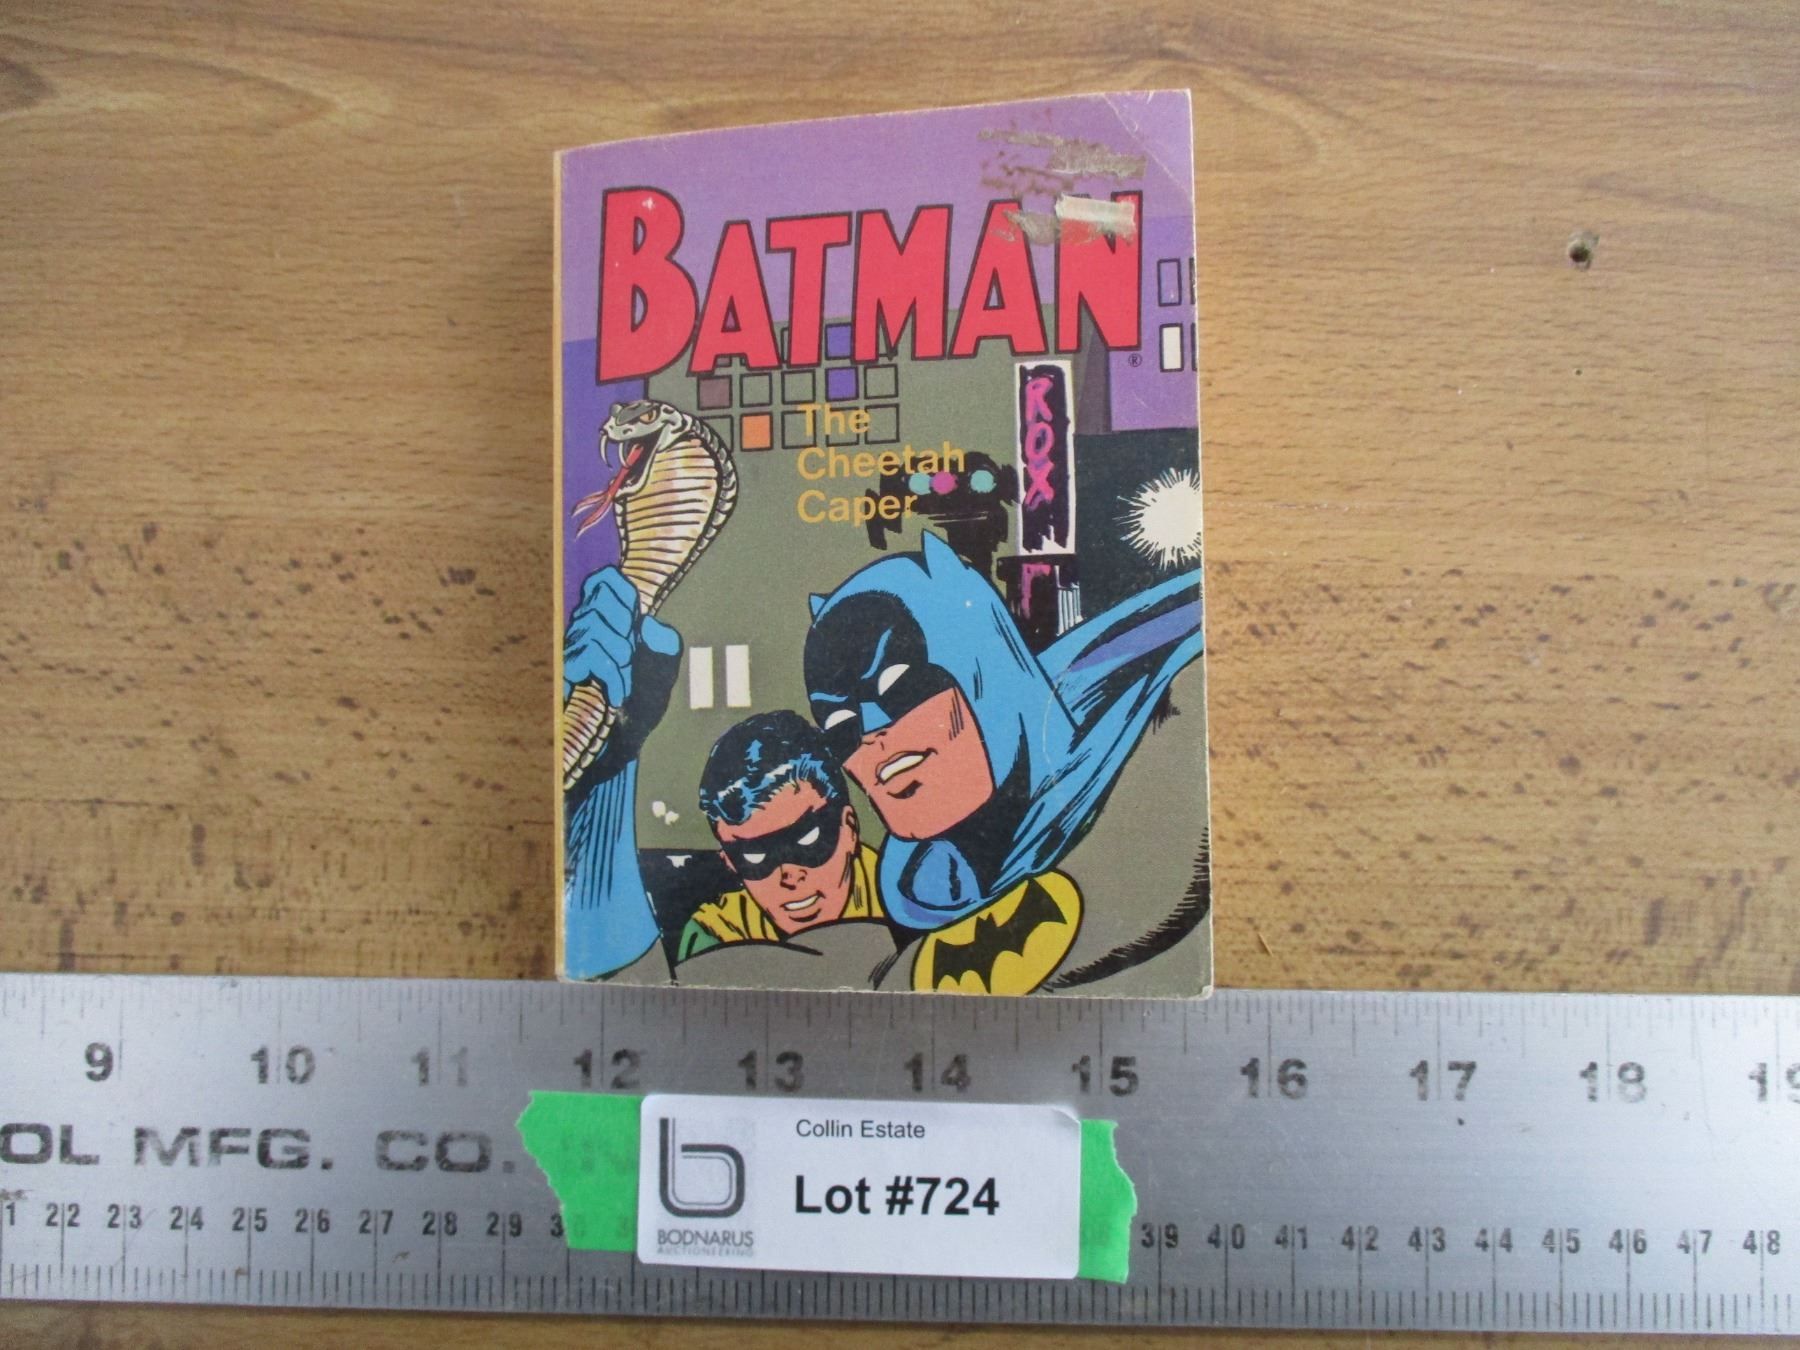 BATMAN
®
The
Cheetah
Caper
ROX
9 10 11 12 13 14 15 16 17 18
OL MFG. CO.
Collin Estate
Lot #724
BODNARUS
AUCTIONEERING
22 23 24 25 26 27 28 29 39 40 41 42 43 44 45 46 47 48